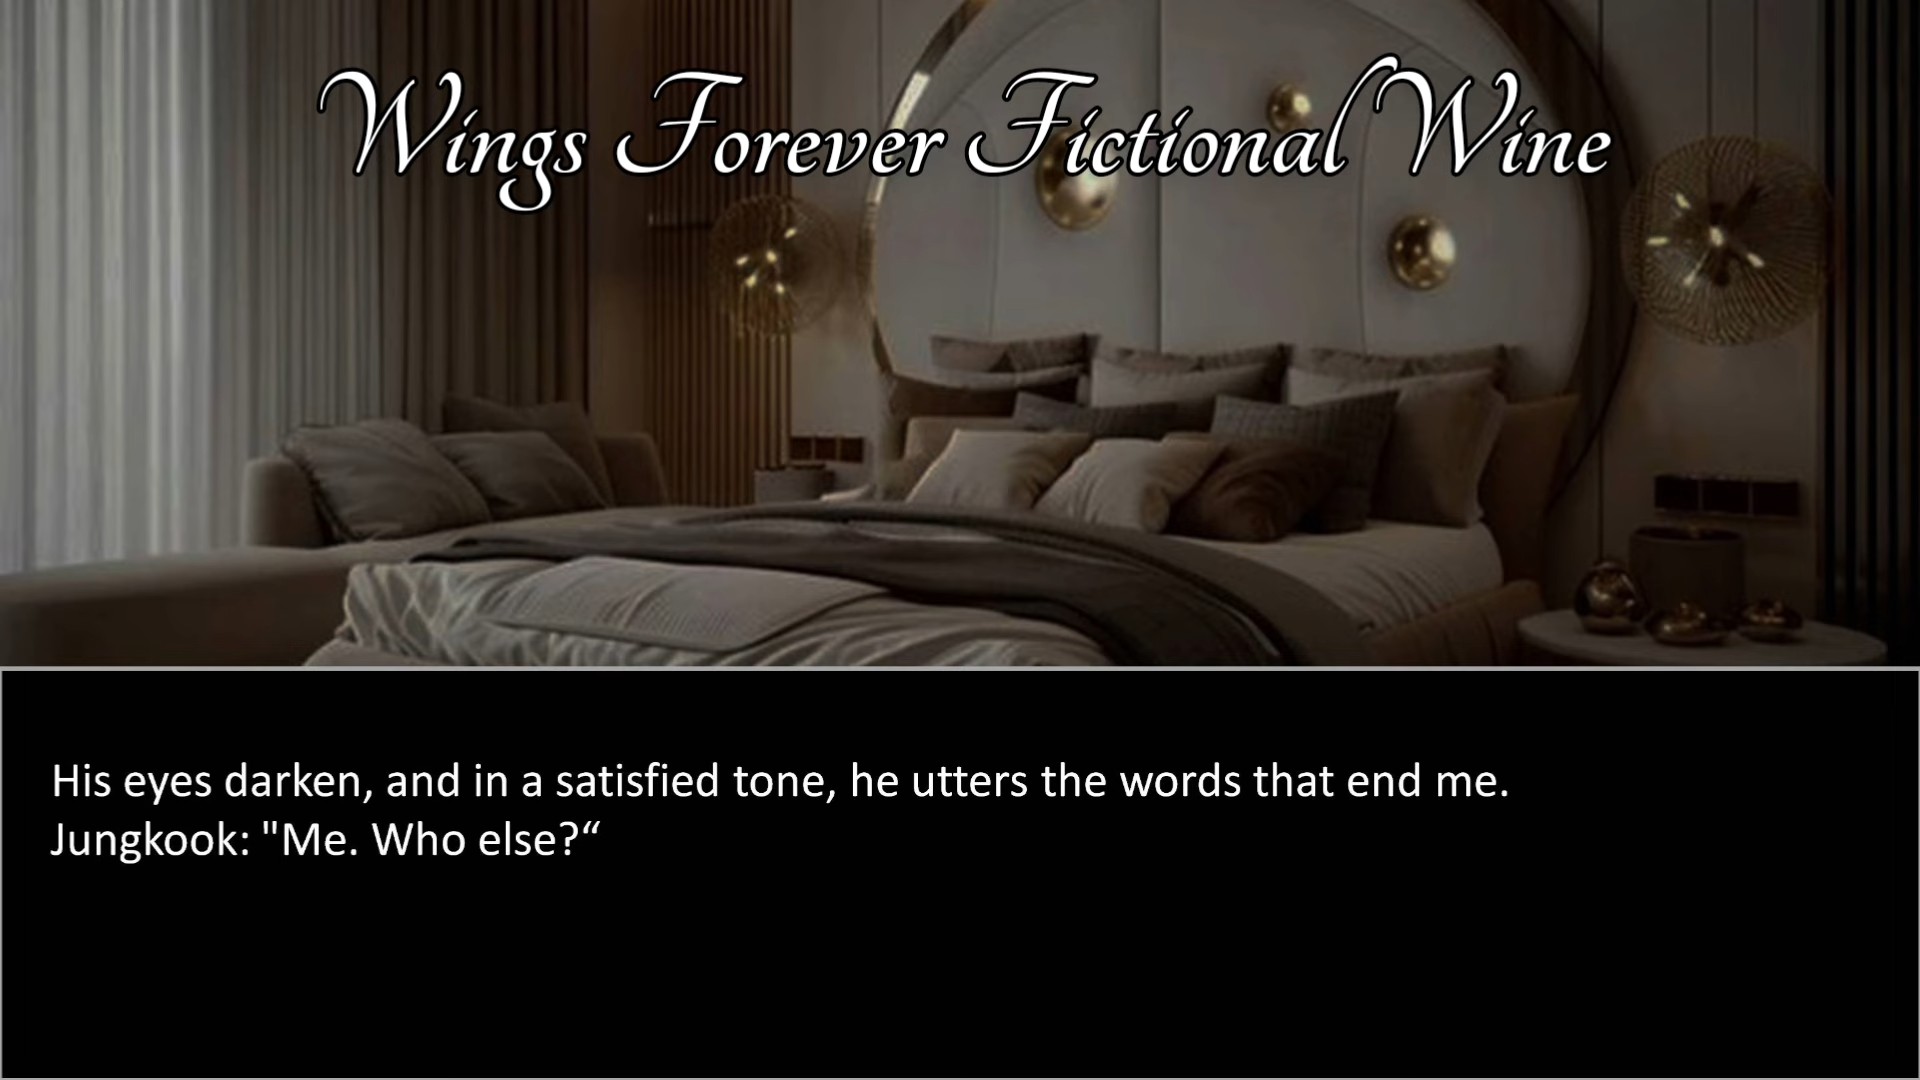 Wings Forever Fictional Wine
His eyes darken, and in a satisfied tone, he utters the words that end me.
Jungkook: "Me. Who else?“